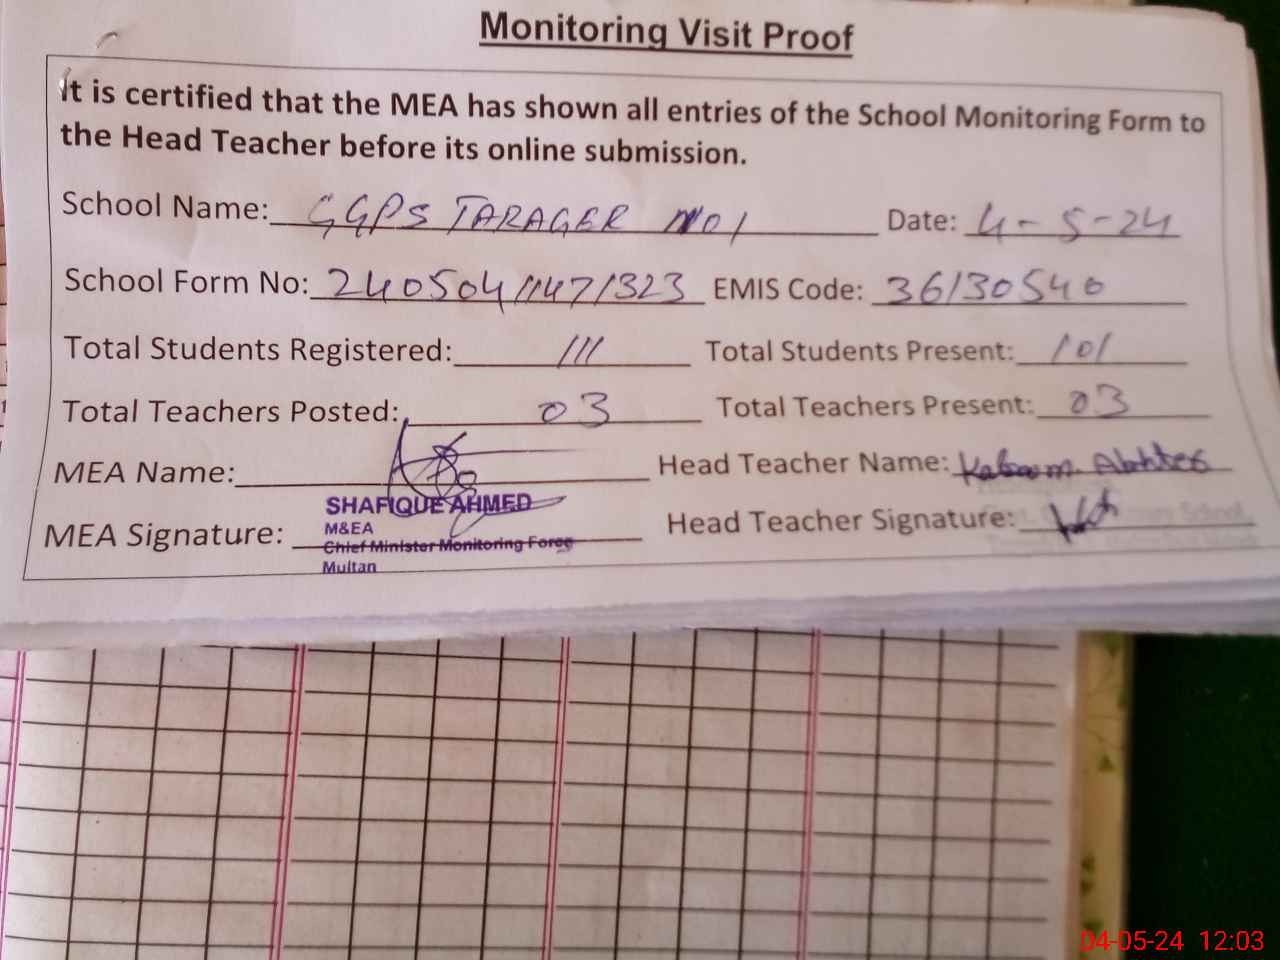 Monitoring Visit Proof
It is certified that the MEA has shown all entries of the School Monitoring Form to
the Head Teacher before its online submission.
School Name: GGPS TARAGER NO1 Date: 4-5-24
School Form No: 24050411471323 EMIS Code: 36130540
Total Students Registered: 111 Total Students Present: 101
Total Teachers Posted: 03 Total Teachers Present: 03
MEA Name: Head Teacher Name:
SHAFIQUE AHMED
M&EA
MEA Signature: Head Teacher Signature:
Chief Minister Monitoring Force
Multan
04-05-24 12:03